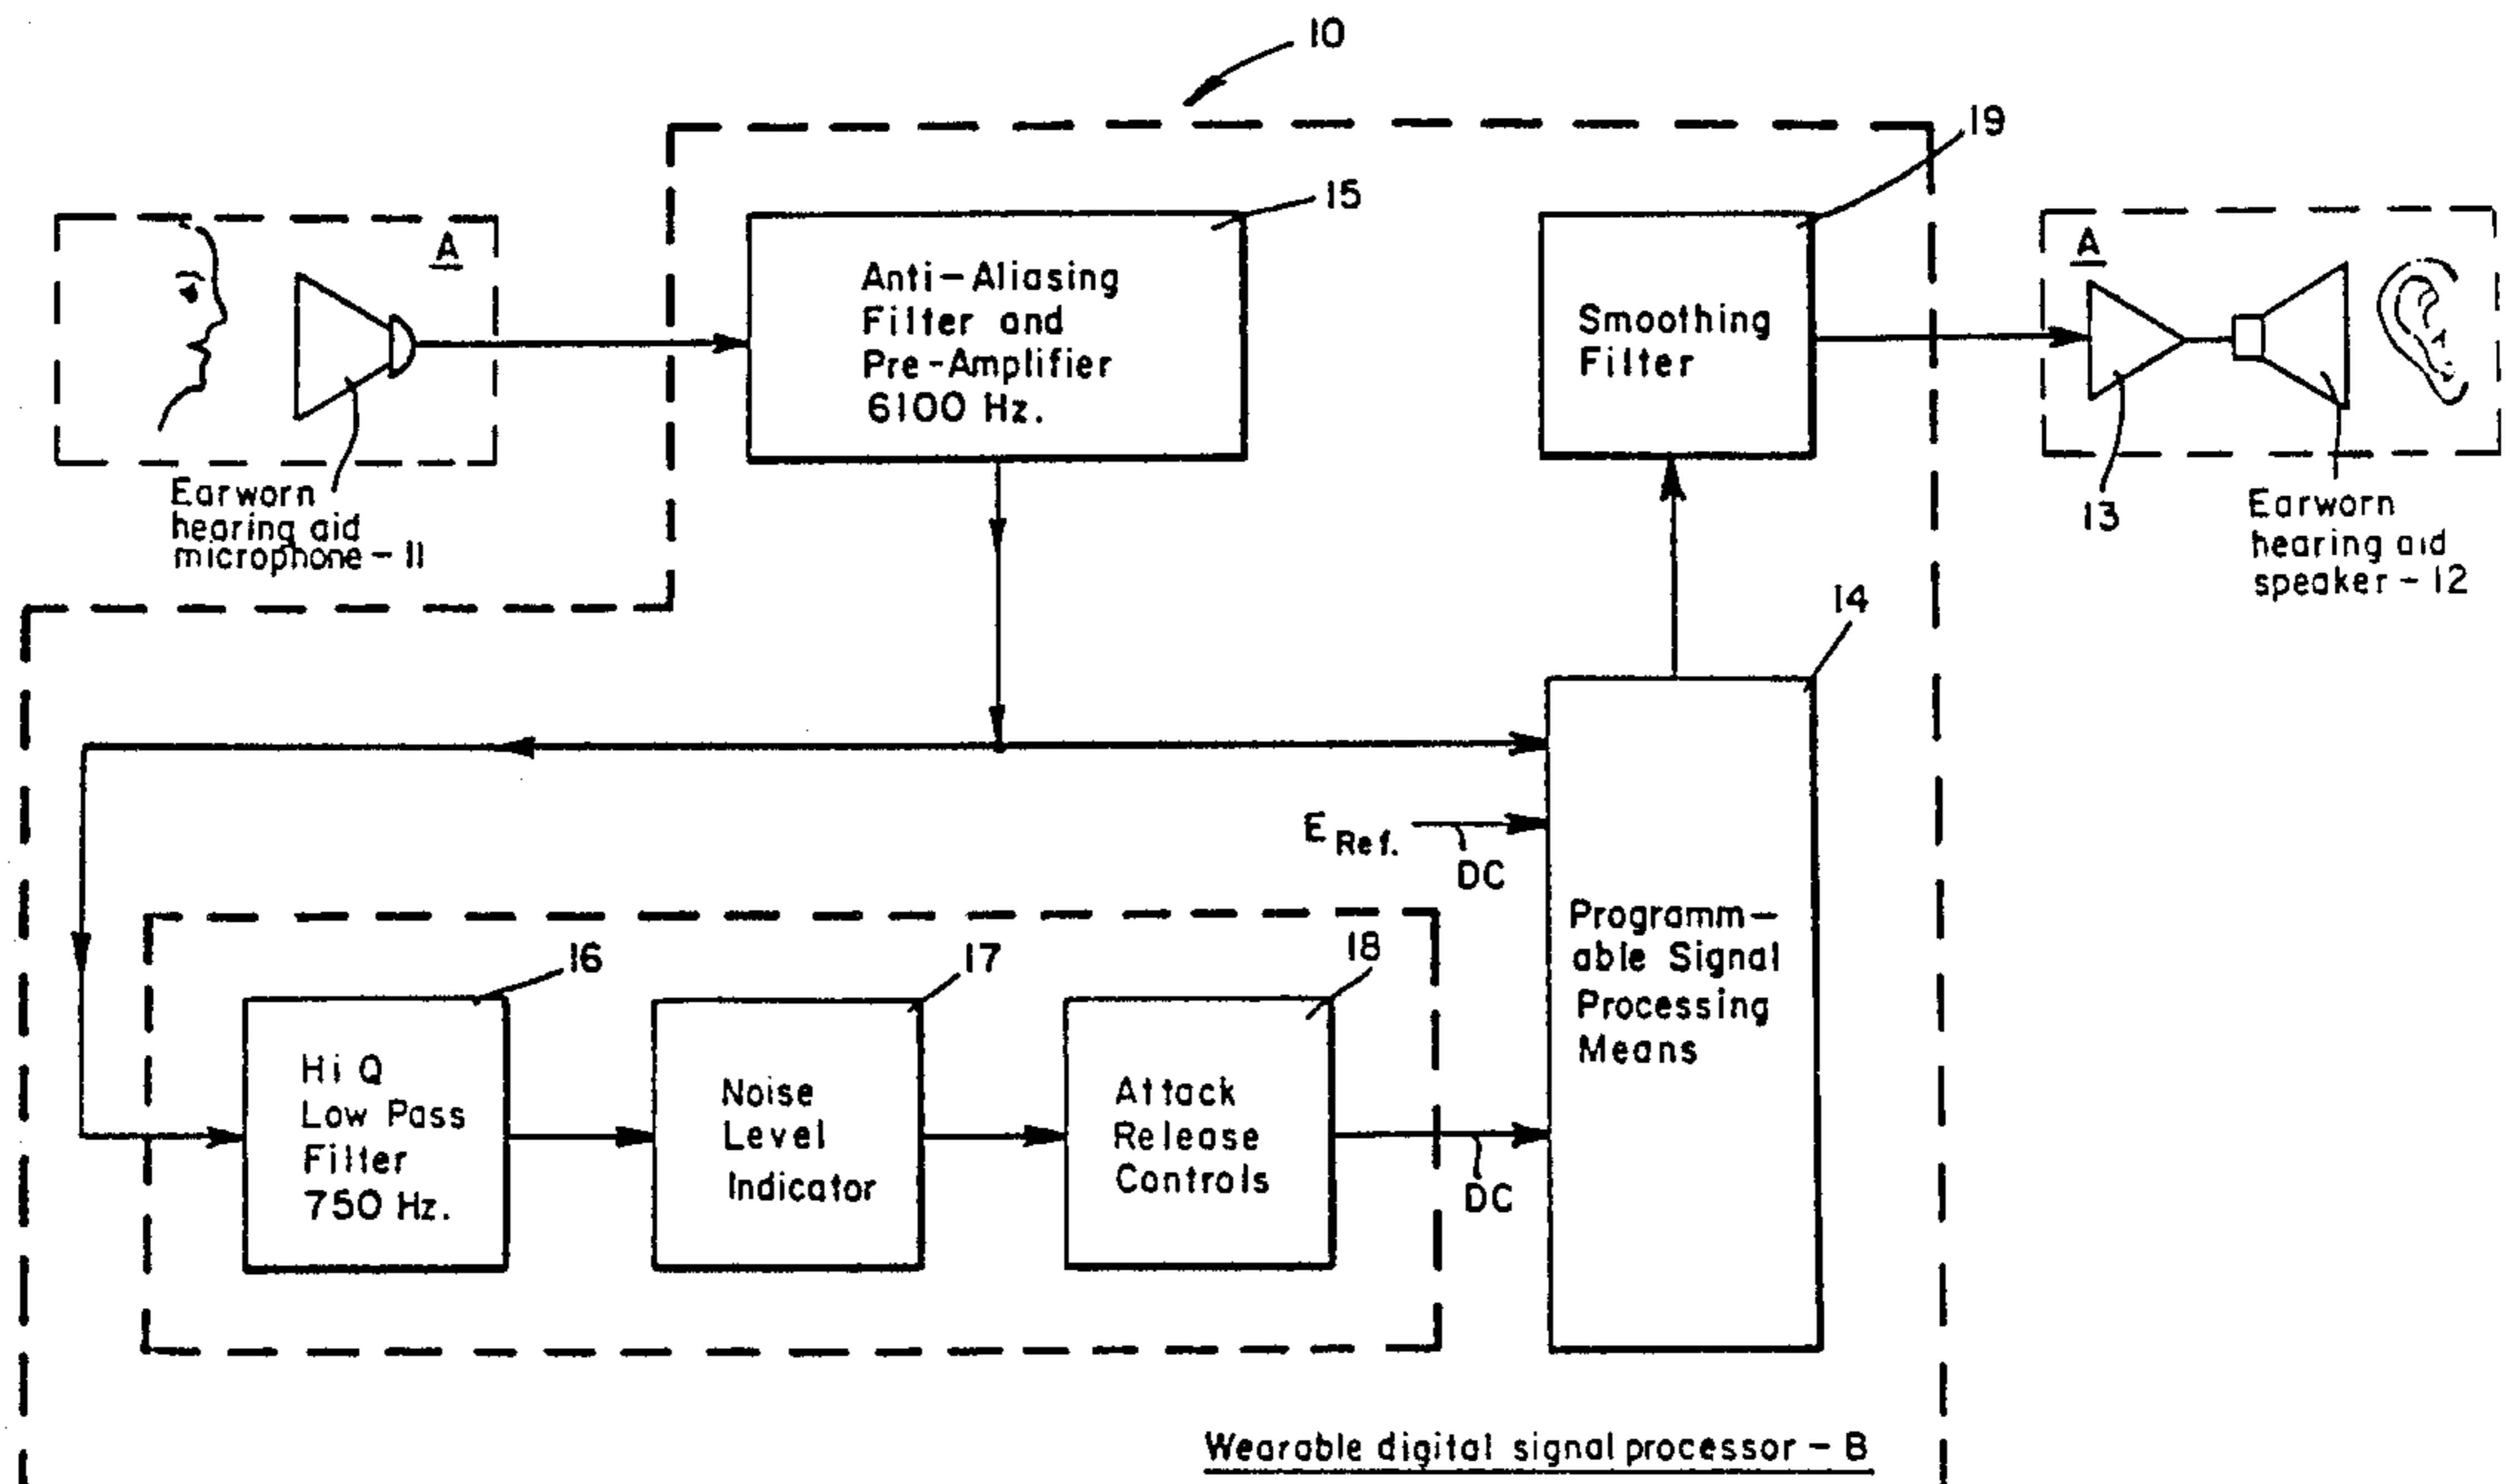 10
19
15
A
A
Anti-Aliasing
Filter and
Pre-Amplifier
6100 Hz.
Smoothing
Filter
Earworn
hearing aid
microphone - 11
13
Earworn
hearing aid
speaker - 12
14
E Ref.
DC
Programm-
able Signal
Processing
Means
16
17
18
Hi Q
Low Pass
Filter
750 Hz.
Noise
Level
Indicator
Attack
Release
Controls
DC
Wearable digital signal processor - B